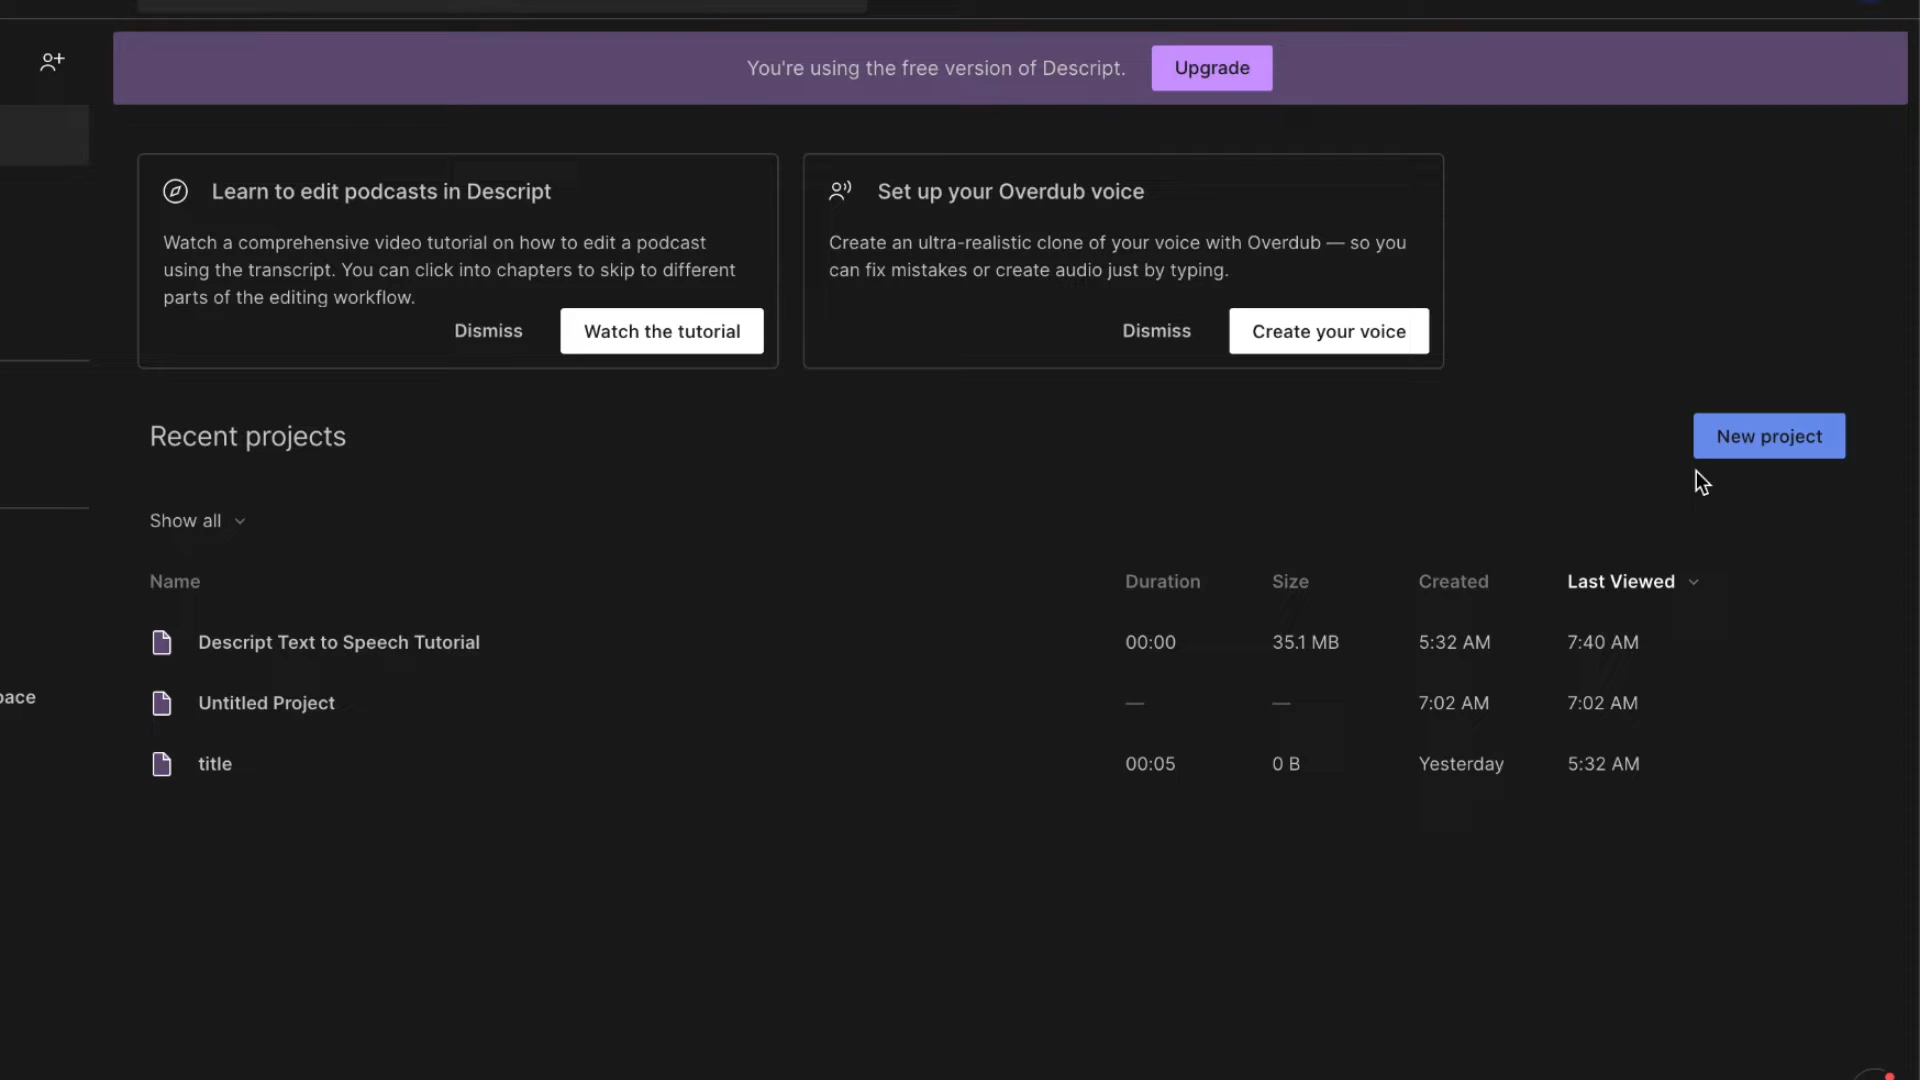 You're using the free version of Descript. Upgrade
Learn to edit podcasts in Descript
Watch a comprehensive video tutorial on how to edit a podcast
using the transcript. You can click into chapters to skip to different
parts of the editing workflow.
Dismiss Watch the tutorial
Set up your Overdub voice
Create an ultra-realistic clone of your voice with Overdub — so you
can fix mistakes or create audio just by typing.
Dismiss Create your voice
Recent projects New project
Show all
Name Duration Size Created Last Viewed
Descript Text to Speech Tutorial 00:00 35.1 MB 5:32 AM 7:40 AM
Untitled Project — — 7:02 AM 7:02 AM
title 00:05 0 B Yesterday 5:32 AM